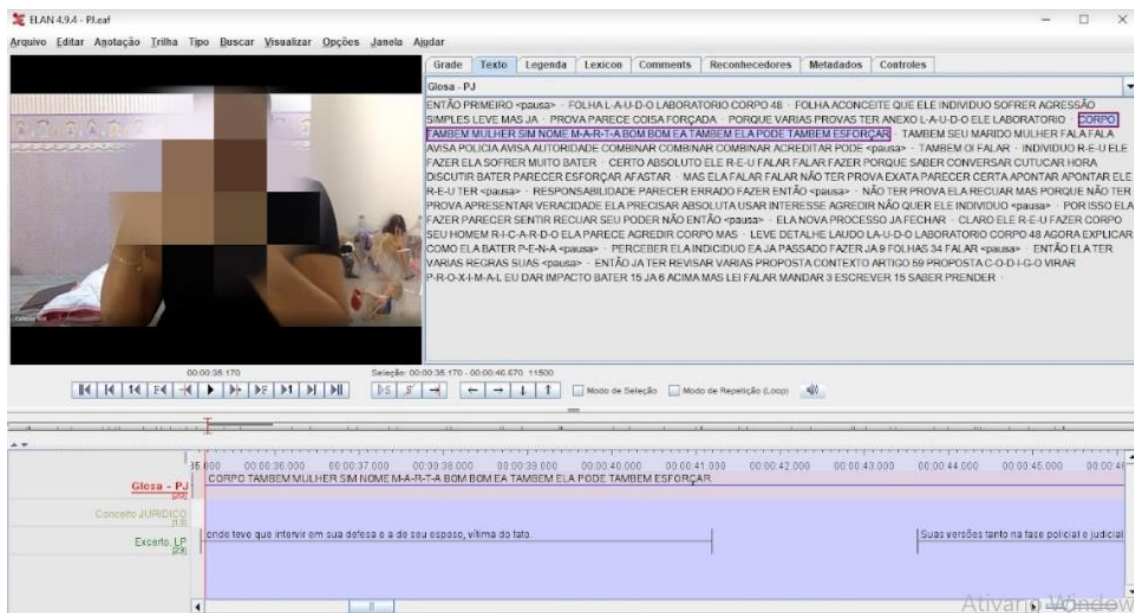 ELAN 4.9.4 - PJ.eaf
Arquivo Editar Anotação Trilha Tipo Buscar Visualizar Opções Janela Ajudar
Grade Texto Legenda Lexicon Comments Reconhecedores Metadados Controles
Glosa - PJ
ENTÃO PRIMEIRO <pausa> · FOLHA L-A-U-D-O LABORATORIO CORPO 48 · FOLHA ACONCEITE QUE ELE INDIVIDUO SOFRER AGRESSÃO
SIMPLES LEVE MAS JA · PROVA PARECE COISA FORÇADA · PORQUE VARIAS PROVAS TER ANEXO L-A-U-D-O ELE LABORATORIO · CORPO
TAMBEM MULHER SIM NOME M-A-R-T-A BOM BOM EA TAMBEM ELA PODE TAMBEM ESFORÇAR · TAMBEM SEU MARIDO MULHER FALA FALA
AVISA POLICIA AVISA AUTORIDADE COMBINAR COMBINAR COMBINAR ACREDITAR PODE <pausa> · TAMBEM OI FALAR · INDIVIDUO R-E-U ELE
FAZER ELA SOFRER MUITO BATER · CERTO ABSOLUTO ELE R-E-U FALAR FALAR FAZER PORQUE SABER CONVERSAR CUTUCAR HORA
DISCUTIR BATER PARECER ESFORÇAR AFASTAR · MAS ELA FALAR FALAR NÃO TER PROVA EXATA PARECER CERTA APONTAR APONTAR ELE
R-E-U TER <pausa> · RESPONSABILIDADE PARECER ERRADO FAZER ENTÃO <pausa> · NÃO TER PROVA ELA RECUAR MAS PORQUE NÃO TER
PROVA APRESENTAR VERACIDADE ELA PRECISAR ABSOLUTA USAR INTERESSE AGREDIR NÃO QUER ELE INDIVIDUO <pausa> · POR ISSO ELA
FAZER PARECER SENTIR RECUAR SEU PODER NÃO ENTÃO <pausa> · ELA NOVA PROCESSO JA FECHAR · CLARO ELE R-E-U FAZER CORPO
SEU HOMEM R-I-C-A-R-D-O ELA PARECE AGREDIR CORPO MAS · LEVE DETALHE LAUDO LA-U-D-O LABORATORIO CORPO 48 AGORA EXPLICAR
COMO ELA BATER P-E-N-A <pausa> · PERCEBER ELA INDICIDUO EA JA PASSADO FAZER JA 9 FOLHAS 34 FALAR <pausa> · ENTÃO ELA TER
VARIAS REGRAS SUAS <pausa> · ENTÃO JA TER REVISAR VARIAS PROPOSTA CONTEXTO ARTIGO 59 PROPOSTA C-O-D-I-G-O VIRAR
P-R-O-X-I-M-A-L EU DAR IMPACTO BATER 15 JA 6 ACIMA MAS LEI FALAR MANDAR 3 ESCREVER 15 SABER PRENDER ·
00:00:35.170
Seleção: 00:00:35.170 - 00:00:46.670 11500
Modo de Seleção Modo de Repetição (Loop)
00:00:36.000 00:00:37.000 00:00:38.000 00:00:39.000 00:00:40.000 00:00:41.000 00:00:42.000 00:00:43.000 00:00:44.000 00:00:45.000
Glosa - PJ
CORPO TAMBEM MULHER SIM NOME M-A-R-T-A BOM BOM EA TAMBEM ELA PODE TAMBEM ESFORÇAR
Conceito JURIDICO
Excerto_LP
onde teve que intervir em sua defesa e a de seu esposo, vítima do fato.
Suas versões tanto na fase policial e judicial
Ativar o Windows